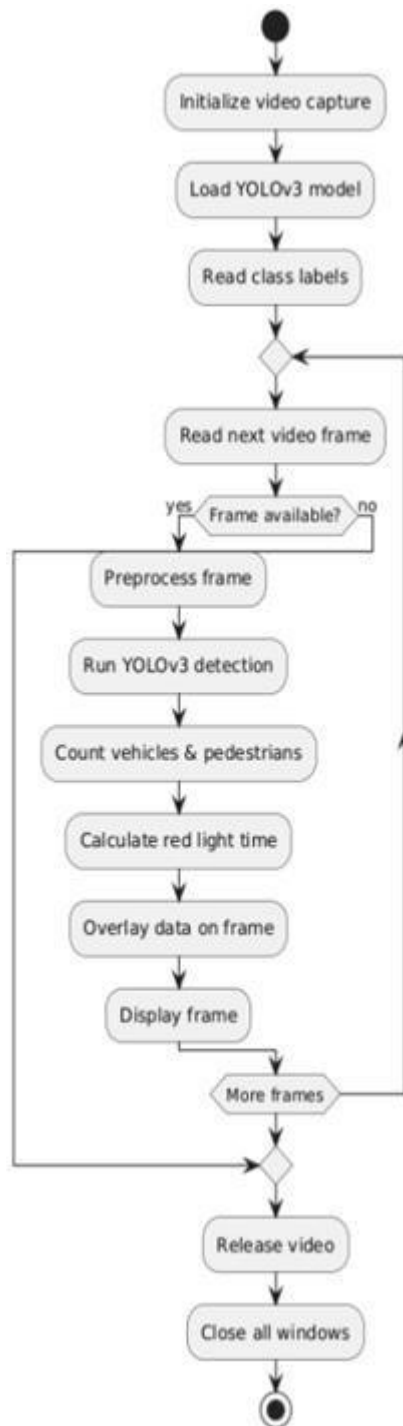 Initialize video capture
Load YOLOv3 model
Read class labels
Read next video frame
yes
Frame available?
no
Preprocess frame
Run YOLOv3 detection
Count vehicles & pedestrians
Calculate red light time
Overlay data on frame
Display frame
More frames
Release video
Close all windows